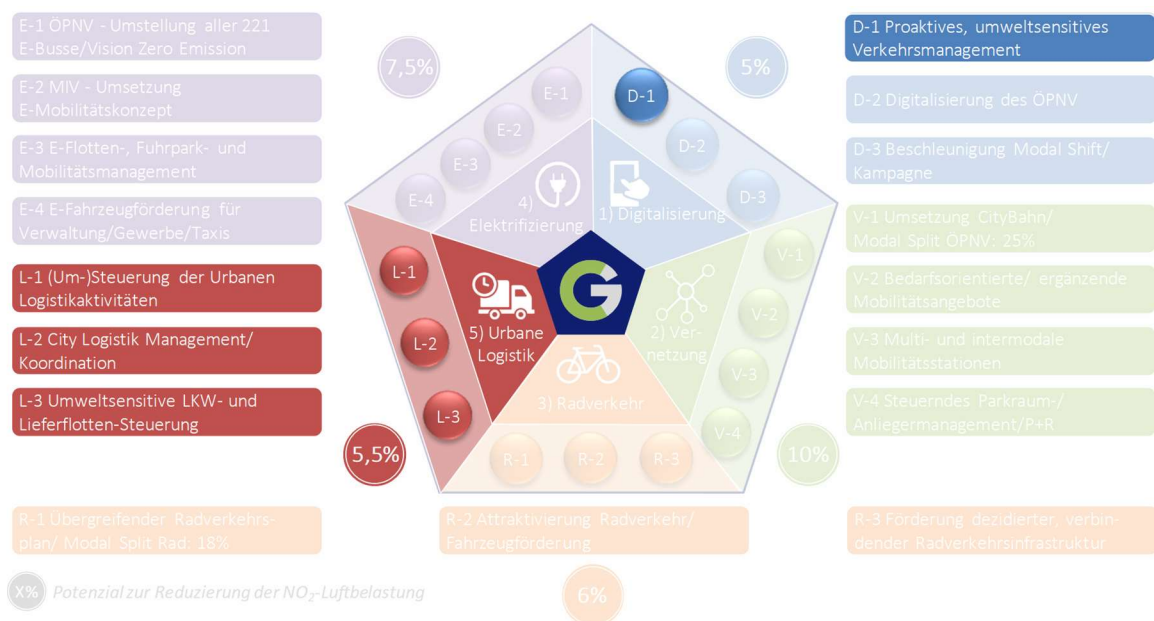 E-1 ÖPNV - Umstellung aller 221
E-Busse/Vision Zero Emission
E-2 MIV - Umsetzung
E-Mobilitätskonzept
E-3 E-Flotten-, Fuhrpark- und
Mobilitätsmanagement
E-4 E-Fahrzeugförderung für
Verwaltung/Gewerbe/Taxis
L-1 (Um-)Steuerung der Urbanen
Logistikaktivitäten
L-2 City Logistik Management/
Koordination
L-3 Umweltsensitive LKW- und
Lieferflotten-Steuerung
7,5%
5%
E-1
E-2
E-3
E-4
D-1
D-2
D-3
4)
Elektrifizierung
1) Digitalisierung
L-1
L-2
L-3
5) Urbane
Logistik
G
2) Ver-
netzung
V-1
V-2
V-3
V-4
3) Radverkehr
R-1
R-2
R-3
5,5%
10%
D-1 Proaktives, umweltsensitives
Verkehrsmanagement
D-2 Digitalisierung des ÖPNV
D-3 Beschleunigung Modal Shift/
Kampagne
V-1 Umsetzung CityBahn/
Modal Split ÖPNV: 25%
V-2 Bedarfsorientierte/ ergänzende
Mobilitätsangebote
V-3 Multi- und intermodale
Mobilitätsstationen
V-4 Steuerndes Parkraum-/
Anliegermanagement/P+R
R-1 Übergreifender Radverkehrs-
plan/ Modal Split Rad: 18%
R-2 Attraktivierung Radverkehr/
Fahrzeugförderung
R-3 Förderung dezidierter, verbin-
dender Radverkehrsinfrastruktur
X% Potenzial zur Reduzierung der NO₂-Luftbelastung
6%